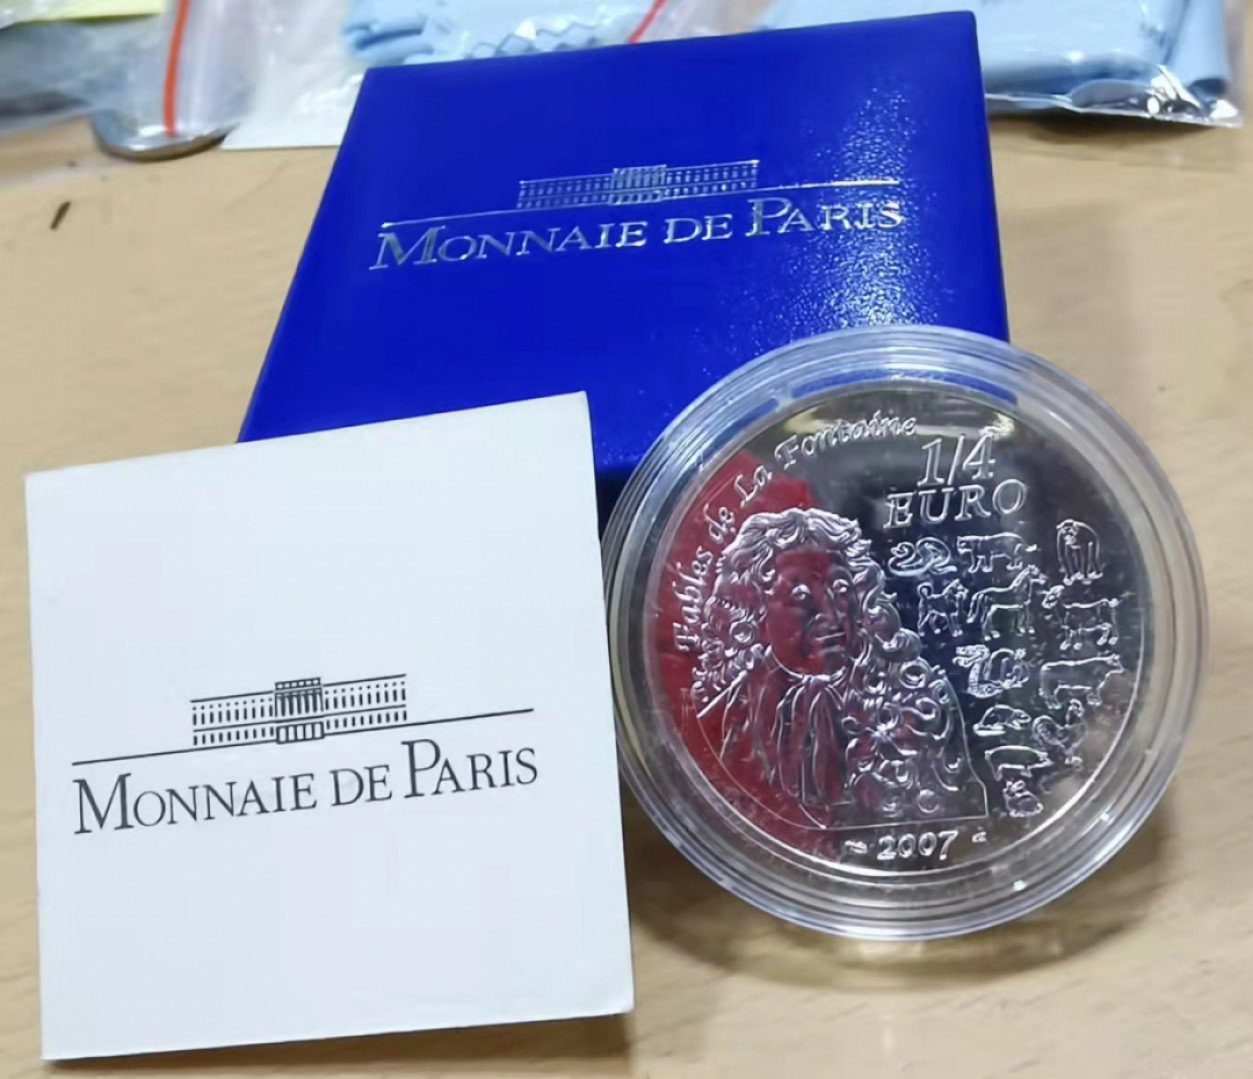 MONNAIE DE PARIS
MONNAIE DE PARIS
Fables de La Fontaine
1/4
EURO
2007